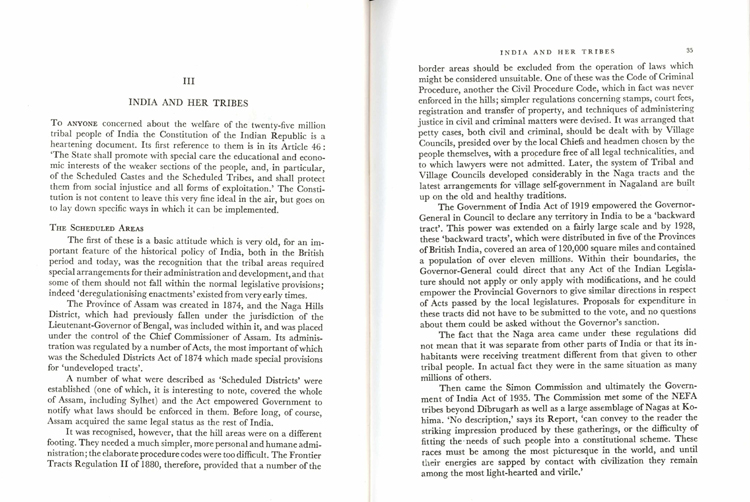 III
INDIA AND HER TRIBES
TO ANYONE concerned about the welfare of the twenty-five million
tribal people of India the Constitution of the Indian Republic is a
heartening document. Its first reference to them is in its Article 46:
'The State shall promote with special care the educational and econo-
mic interests of the weaker sections of the people, and, in particular,
of the Scheduled Castes and the Scheduled Tribes, and shall protect
them from social injustice and all forms of exploitation.' The Consti-
tution is not content to leave this very fine ideal in the air, but goes on
to lay down specific ways in which it can be implemented.
THE SCHEDULED AREAS
The first of these is a basic attitude which is very old, for an im-
portant feature of the historical policy of India, both in the British
period and today, was the recognition that the tribal areas required
special arrangements for their administration and development, and that
some of them should not fall within the normal legislative provisions;
indeed 'deregulationising enactments' existed from very early times.
The Province of Assam was created in 1874, and the Naga Hills
District, which had previously fallen under the jurisdiction of the
Lieutenant-Governor of Bengal, was included within it, and was placed
under the control of the Chief Commissioner of Assam. Its adminis-
tration was regulated by a number of Acts, the most important of which
was the Scheduled Districts Act of 1874 which made special provisions
for 'undeveloped tracts'.
A number of what were described as 'Scheduled Districts' were
established (one of which, it is interesting to note, covered the whole
of Assam, including Sylhet) and the Act empowered Government to
notify what laws should be enforced in them. Before long, of course,
Assam acquired the same legal status as the rest of India.
It was recognised, however, that the hill areas were on a different
footing. They needed a much simpler, more personal and humane admi-
nistration; the elaborate procedure codes were too difficult. The Frontier
Tracts Regulation II of 1880, therefore, provided that a number of the
INDIA AND HER TRIBES 35
border areas should be excluded from the operation of laws which
might be considered unsuitable. One of these was the Code of Criminal
Procedure, another the Civil Procedure Code, which in fact was never
enforced in the hills; simpler regulations concerning stamps, court fees,
registration and transfer of property, and techniques of administering
justice in civil and criminal matters were devised. It was arranged that
petty cases, both civil and criminal, should be dealt with by Village
Councils, presided over by the local Chiefs and headmen chosen by the
people themselves, with a procedure free of all legal technicalities, and
to which lawyers were not admitted. Later, the system of Tribal and
Village Councils developed considerably in the Naga tracts and the
latest arrangements for village self-government in Nagaland are built
up on the old and healthy traditions.
The Government of India Act of 1919 empowered the Governor-
General in Council to declare any territory in India to be a 'backward
tract'. This power was extended on a fairly large scale and by 1928,
these 'backward tracts', which were distributed in five of the Provinces
of British India, covered an area of 120,000 square miles and contained
a population of over eleven millions. Within their boundaries, the
Governor-General could direct that any Act of the Indian Legisla-
ture should not apply or only apply with modifications, and he could
empower the Provincial Governors to give similar directions in respect
of Acts passed by the local legislatures. Proposals for expenditure in
these tracts did not have to be submitted to the vote, and no questions
about them could be asked without the Governor's sanction.
The fact that the Naga area came under these regulations did
not mean that it was separate from other parts of India or that its in-
habitants were receiving treatment different from that given to other
tribal people. In actual fact they were in the same situation as many
millions of others.
Then came the Simon Commission and ultimately the Govern-
ment of India Act of 1935. The Commission met some of the NEFA
tribes beyond Dibrugarh as well as a large assemblage of Nagas at Ko-
hima. 'No description,' says its Report, 'can convey to the reader the
striking impression produced by these gatherings, or the difficulty of
fitting the needs of such people into a constitutional scheme. These
races must be among the most picturesque in the world, and until
their energies are sapped by contact with civilization they remain
among the most light-hearted and virile.'